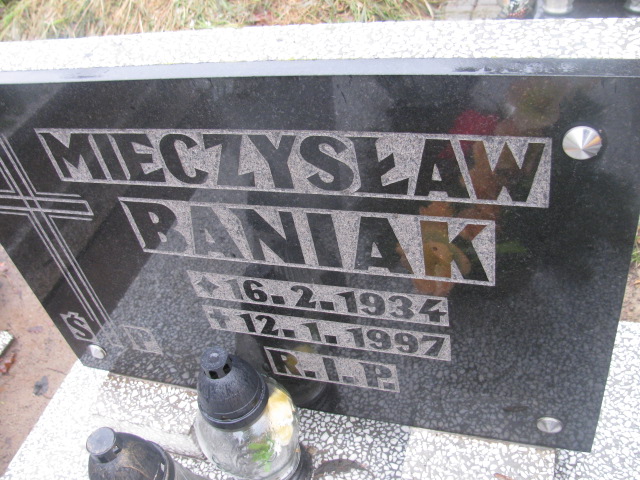 MIECZYSŁAW
BANIAK
* 16.2.1934
† 12.1.1997
Ś P
R.I.P.